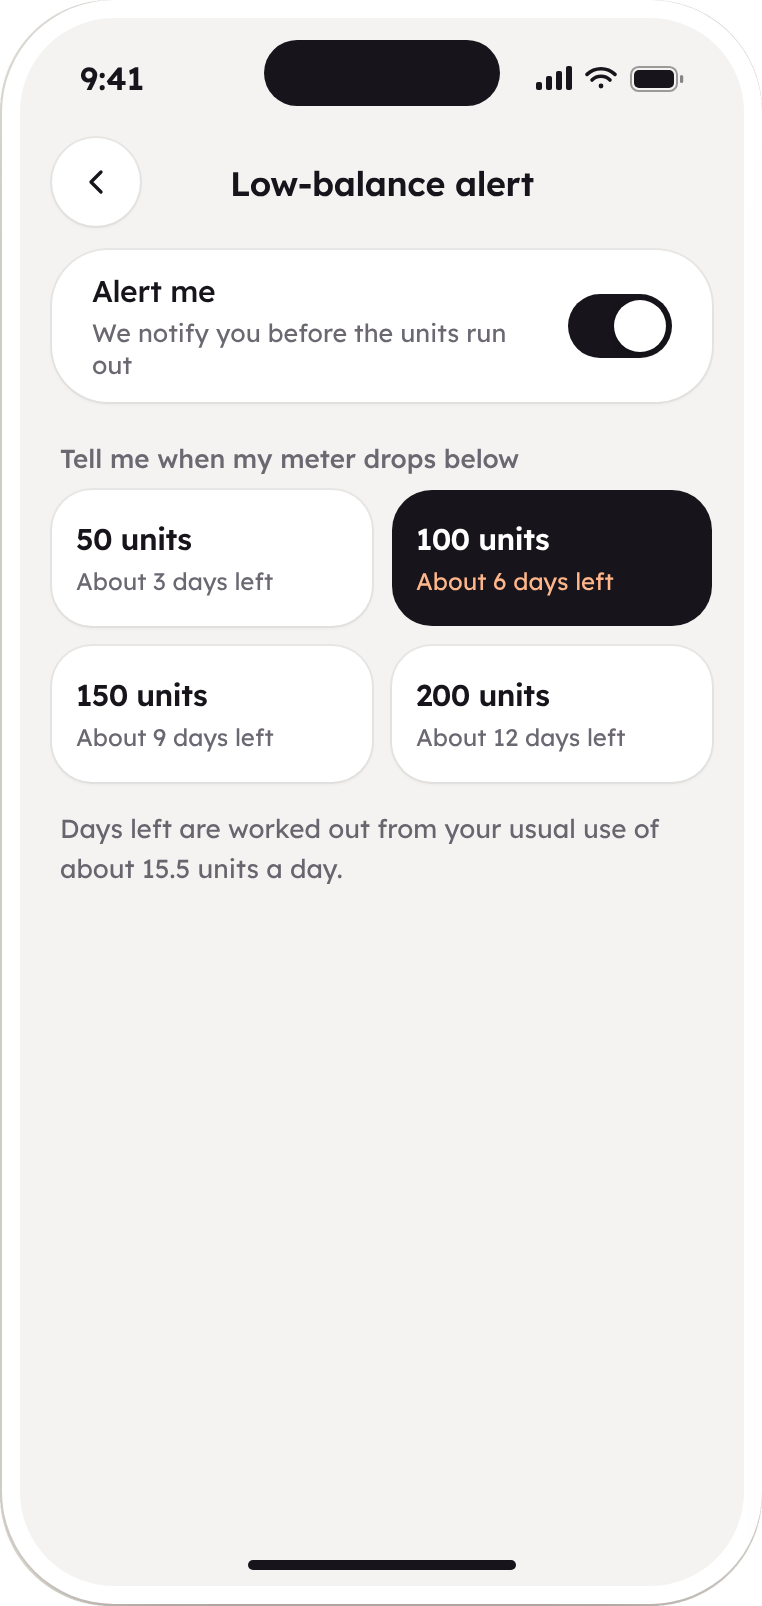 9:41
Low-balance alert
Alert me
We notify you before the units run
out
Tell me when my meter drops below
50 units
About 3 days left
100 units
About 6 days left
150 units
About 9 days left
200 units
About 12 days left
Days left are worked out from your usual use of
about 15.5 units a day.